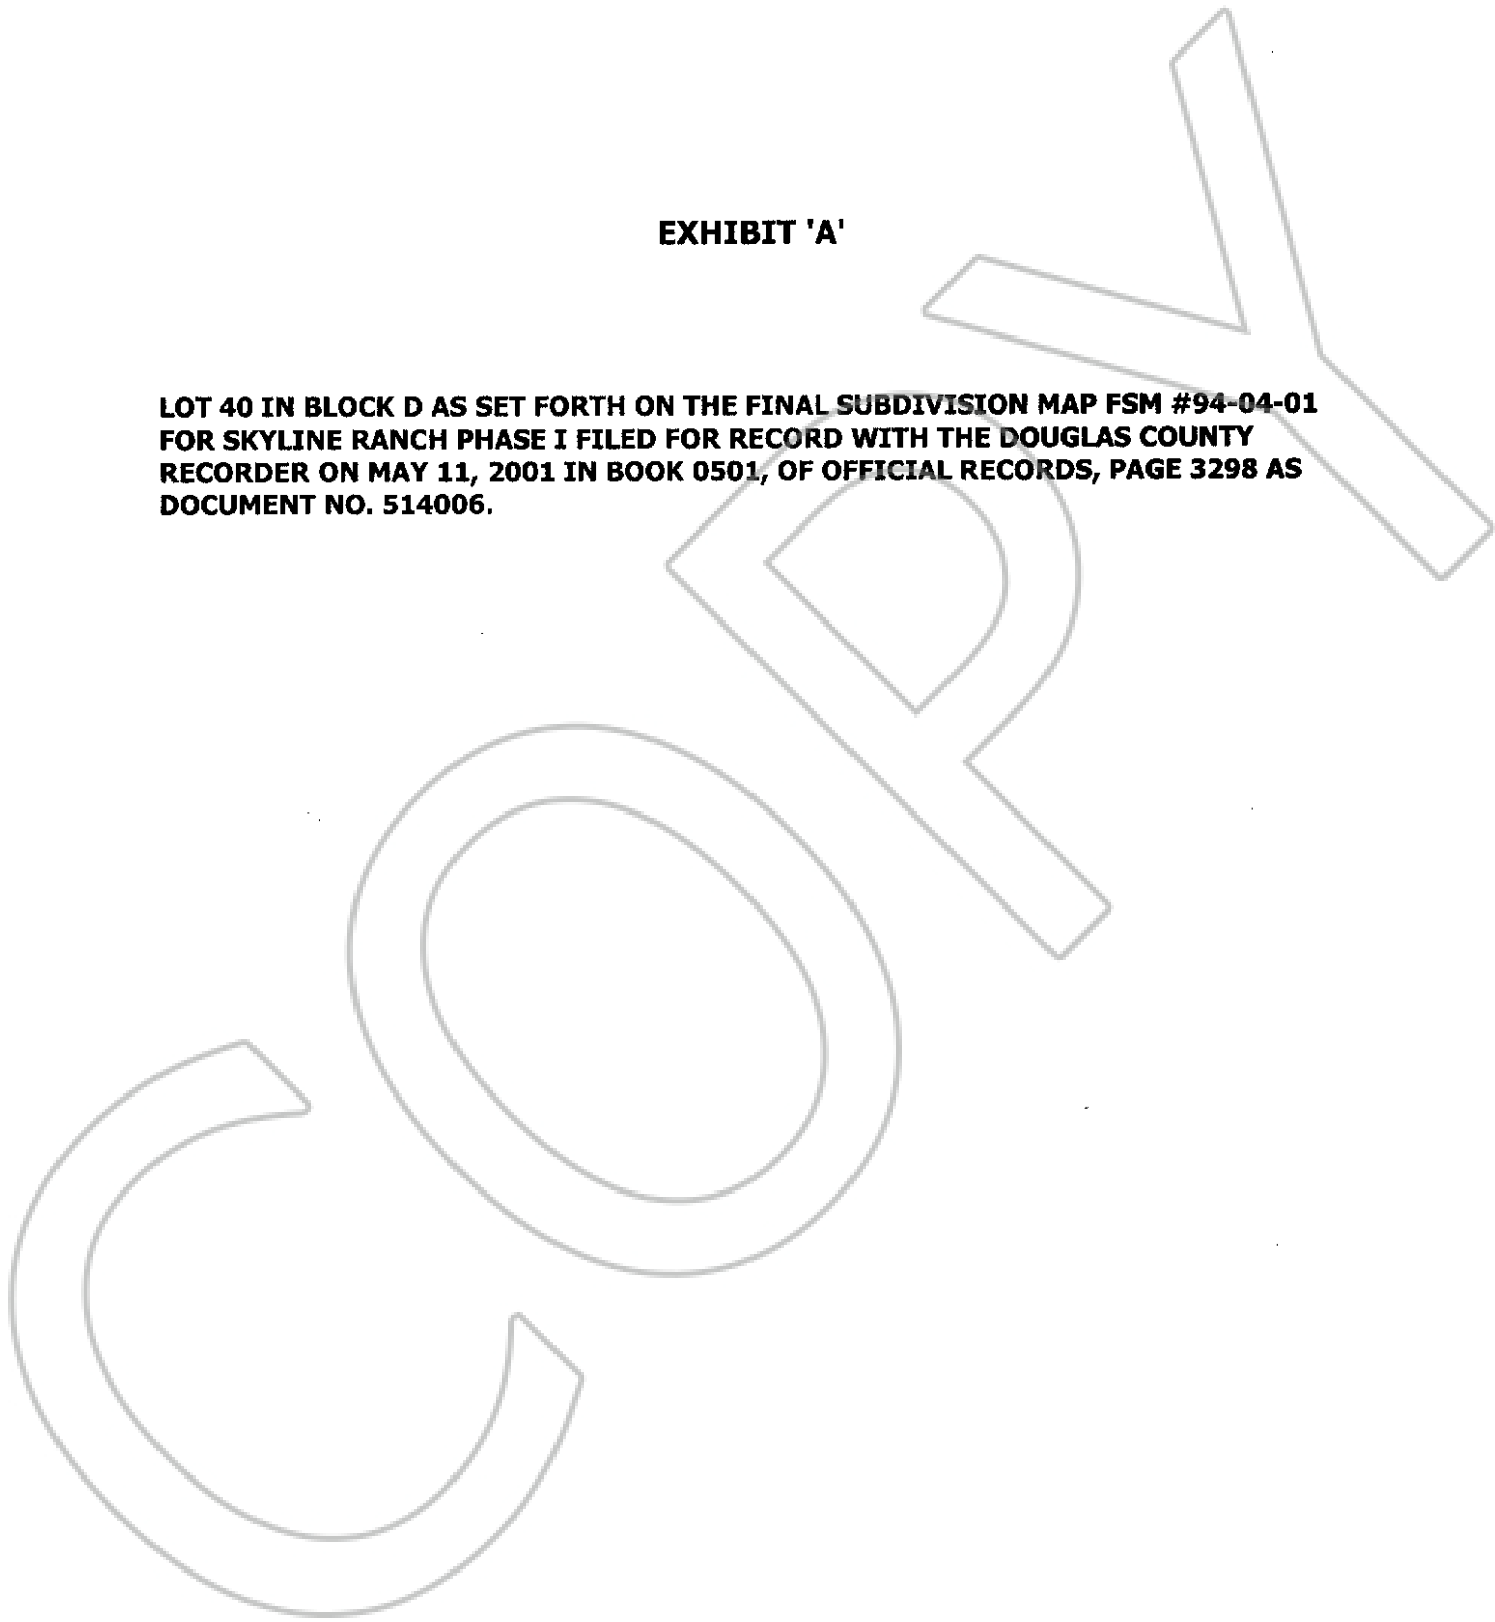 EXHIBIT 'A'
LOT 40 IN BLOCK D AS SET FORTH ON THE FINAL SUBDIVISION MAP FSM #94-04-01
FOR SKYLINE RANCH PHASE I FILED FOR RECORD WITH THE DOUGLAS COUNTY
RECORDER ON MAY 11, 2001 IN BOOK 0501, OF OFFICIAL RECORDS, PAGE 3298 AS
DOCUMENT NO. 514006.
COPY